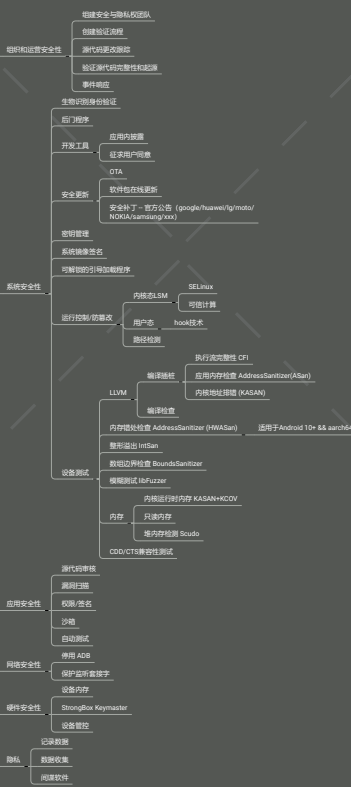 组织和运营安全性
组建安全与隐私权团队
创建验证流程
源代码更改跟踪
验证源代码完整性和起源
事件响应
系统安全性
生物识别身份验证
后门程序
开发工具
应用内披露
征求用户同意
安全更新
OTA
软件包在线更新
安全补丁 – 官方公告（google/huawei/lg/moto/
NOKIA/samsung/xxx）
密钥管理
系统镜像签名
可解锁的引导加载程序
运行控制/防篡改
内核态LSM
SELinux
可信计算
用户态
hook技术
路径检测
设备测试
LLVM
编译插桩
执行流完整性 CFI
应用内存检查 AddressSanitizer(ASan)
内核地址排错 (KASAN)
编译检查
内存错处检查 AddressSanitizer (HWASan)
适用于Android 10+ && aarch64
整形溢出 IntSan
数组边界检查 BoundsSanitizer
模糊测试 libFuzzer
内存
内核运行时内存 KASAN+KCOV
只读内存
堆内存检测 Scudo
CDD/CTS兼容性测试
应用安全性
源代码审核
漏洞扫描
权限/签名
沙箱
自动测试
网络安全性
停用 ADB
保护监听套接字
硬件安全性
设备内存
StrongBox Keymaster
设备管控
隐私
记录数据
数据收集
间谍软件